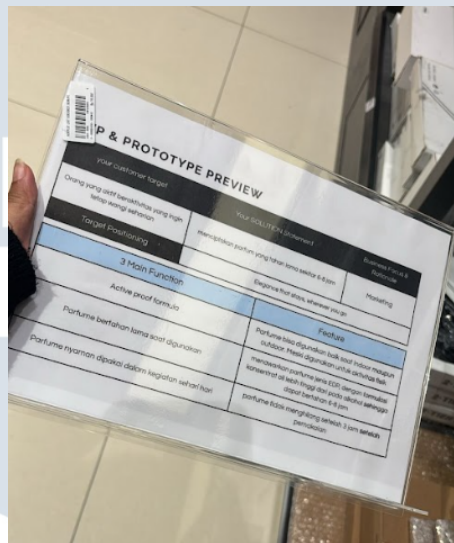 P & PROTOTYPE PREVIEW
your customer target
Your SOLUTION Statement
Business Focus &
Rationale
Orang yang aktif beraktivitas yang ingin
tetap wangi seharian
menciptakan parfum yang tahan lama sekitar 6-8 jam
Marketing
Target Positioning
Elegance that stays, wherever you go
3 Main Function
Feature
Active proof formula
Parfume bisa digunakan baik saat indoor maupun
outdoor. Meski digunakan untuk aktivitas fisik
Parfume bertahan lama saat digunakan
menawarkan parfume jenis EDP, dengan formulasi
konsentrat oil lebih tinggi dari pada alkohol sehingga
dapat bertahan 6-8 jam
Parfume nyaman dipakai dalam kegiatan sehari hari
parfume tidak menghilang setelah 3 jam setelah
pemakaian